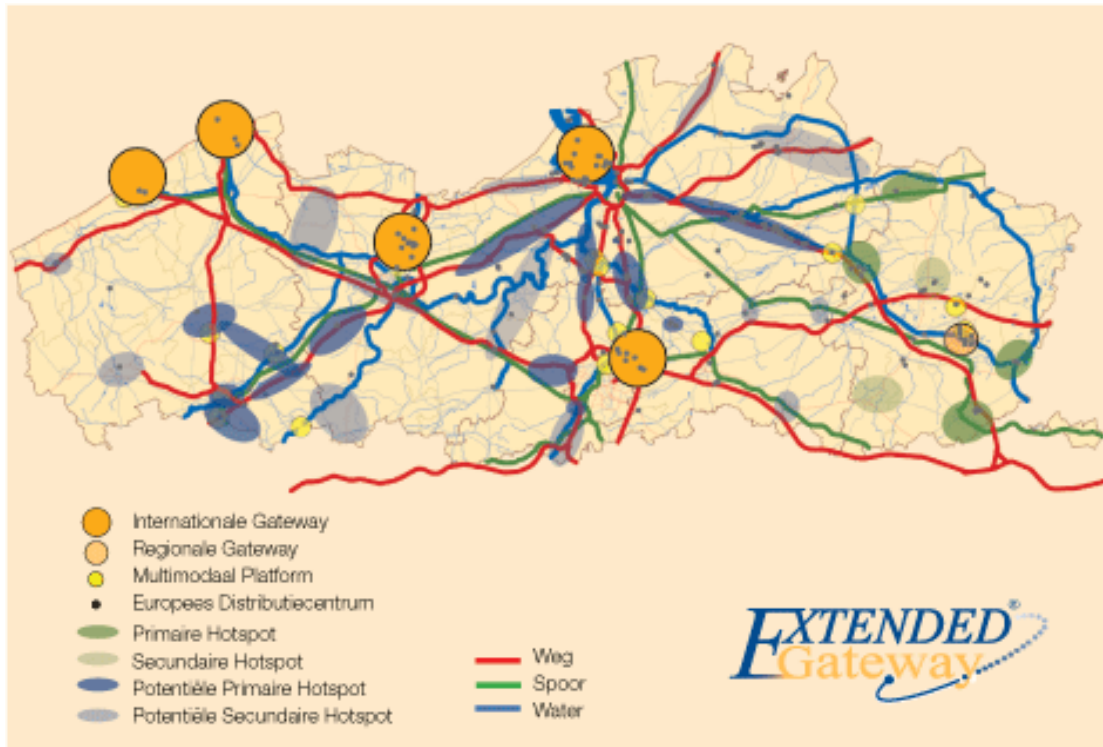 Internationale Gateway
Regionale Gateway
Multimodaal Platform
Europees Distributiecentrum
Primaire Hotspot
Secundaire Hotspot
Potentiële Primaire Hotspot
Potentiële Secundaire Hotspot
Weg
Spoor
Water
EXTENDED®
Gateway